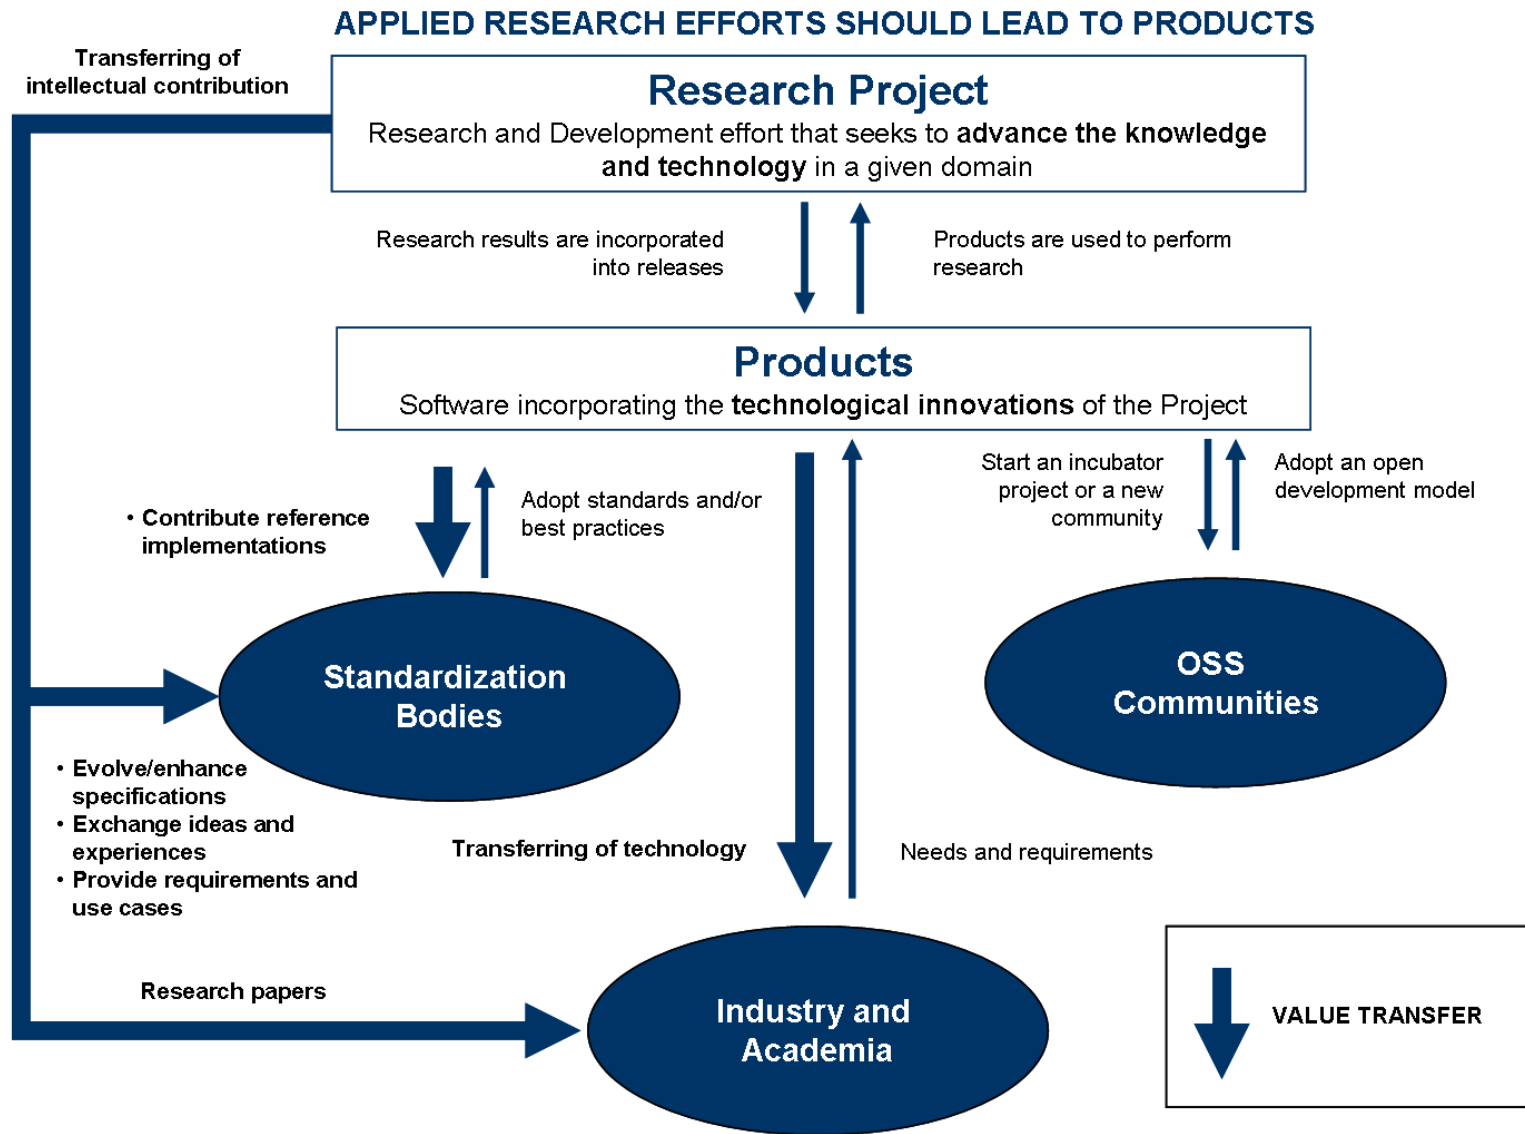 APPLIED RESEARCH EFFORTS SHOULD LEAD TO PRODUCTS
Transferring of
intellectual contribution
Research Project
Research and Development effort that seeks to advance the knowledge
and technology in a given domain
Research results are incorporated
into releases
Products are used to perform
research
Products
Software incorporating the technological innovations of the Project
• Contribute reference
implementations
Adopt standards and/or
best practices
Start an incubator
project or a new
community
Adopt an open
development model
Standardization
Bodies
OSS
Communities
• Evolve/enhance
specifications
• Exchange ideas and
experiences
• Provide requirements and
use cases
Transferring of technology
Needs and requirements
Research papers
Industry and
Academia
VALUE TRANSFER